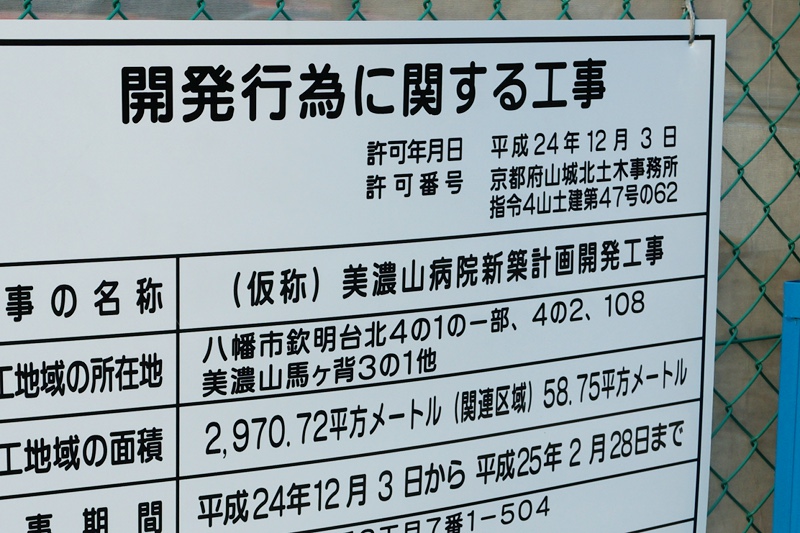 開発行為に関する工事
許可年月日 平成24年12月3日
許可番号 京都府山城北土木事務所
指令4山土建第47号の62
事の名称 (仮称)美濃山病院新築計画開発工事
工地域の所在地 八幡市欽明台北4の1の一部、4の2、108
美濃山馬ヶ背3の1他
工地域の面積 2,970.72平方メートル(関連区域)58.75平方メートル
事期間 平成24年12月3日から平成25年2月28日まで
丁目7番1-504